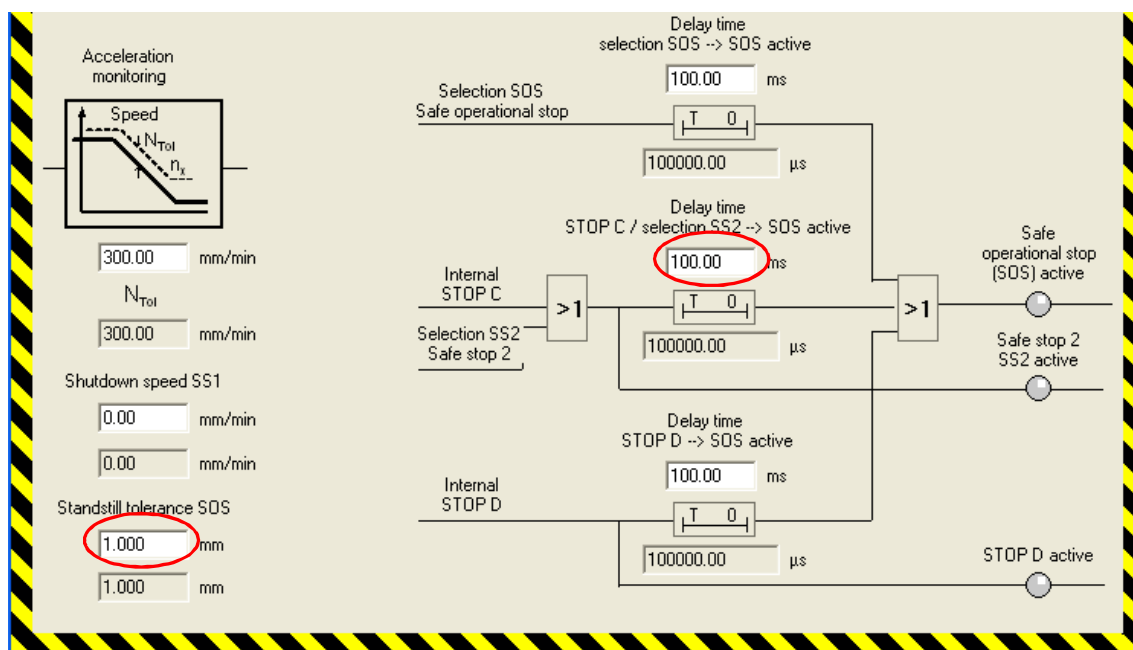 Acceleration
monitoring
Speed
NTol
nx
300.00 mm/min
NTol
300.00 mm/min
Shutdown speed SS1
0.00 mm/min
0.00 mm/min
Standstill tolerance SOS
1.000 mm
1.000 mm
Delay time
selection SOS --> SOS active
100.00 ms
Selection SOS
Safe operational stop
T 0
100000.00 µs
Delay time
STOP C / selection SS2 --> SOS active
100.00 ms
Internal
STOP C
>1
T 0
Selection SS2
Safe stop 2
100000.00 µs
>1
Safe
operational stop
(SOS) active
Safe stop 2
SS2 active
Delay time
STOP D --> SOS active
100.00 ms
Internal
STOP D
T 0
100000.00 µs
STOP D active